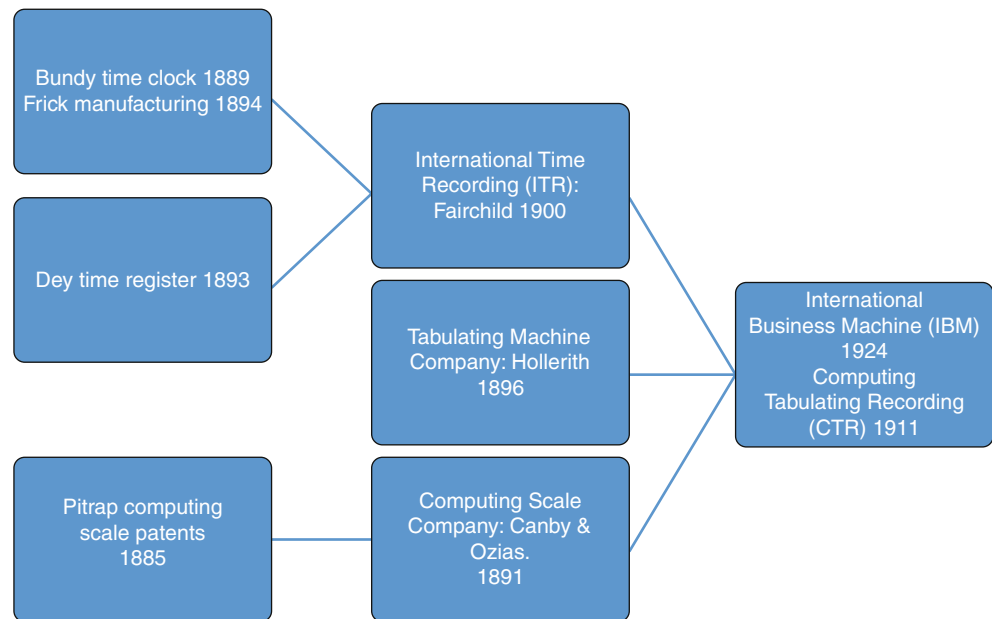 Bundy time clock 1889
Frick manufacturing 1894
Dey time register 1893
Pitrap computing
scale patents
1885
International Time
Recording (ITR):
Fairchild 1900
Tabulating Machine
Company: Hollerith
1896
Computing Scale
Company: Canby &
Ozias.
1891
International
Business Machine (IBM)
1924
Computing
Tabulating Recording
(CTR) 1911